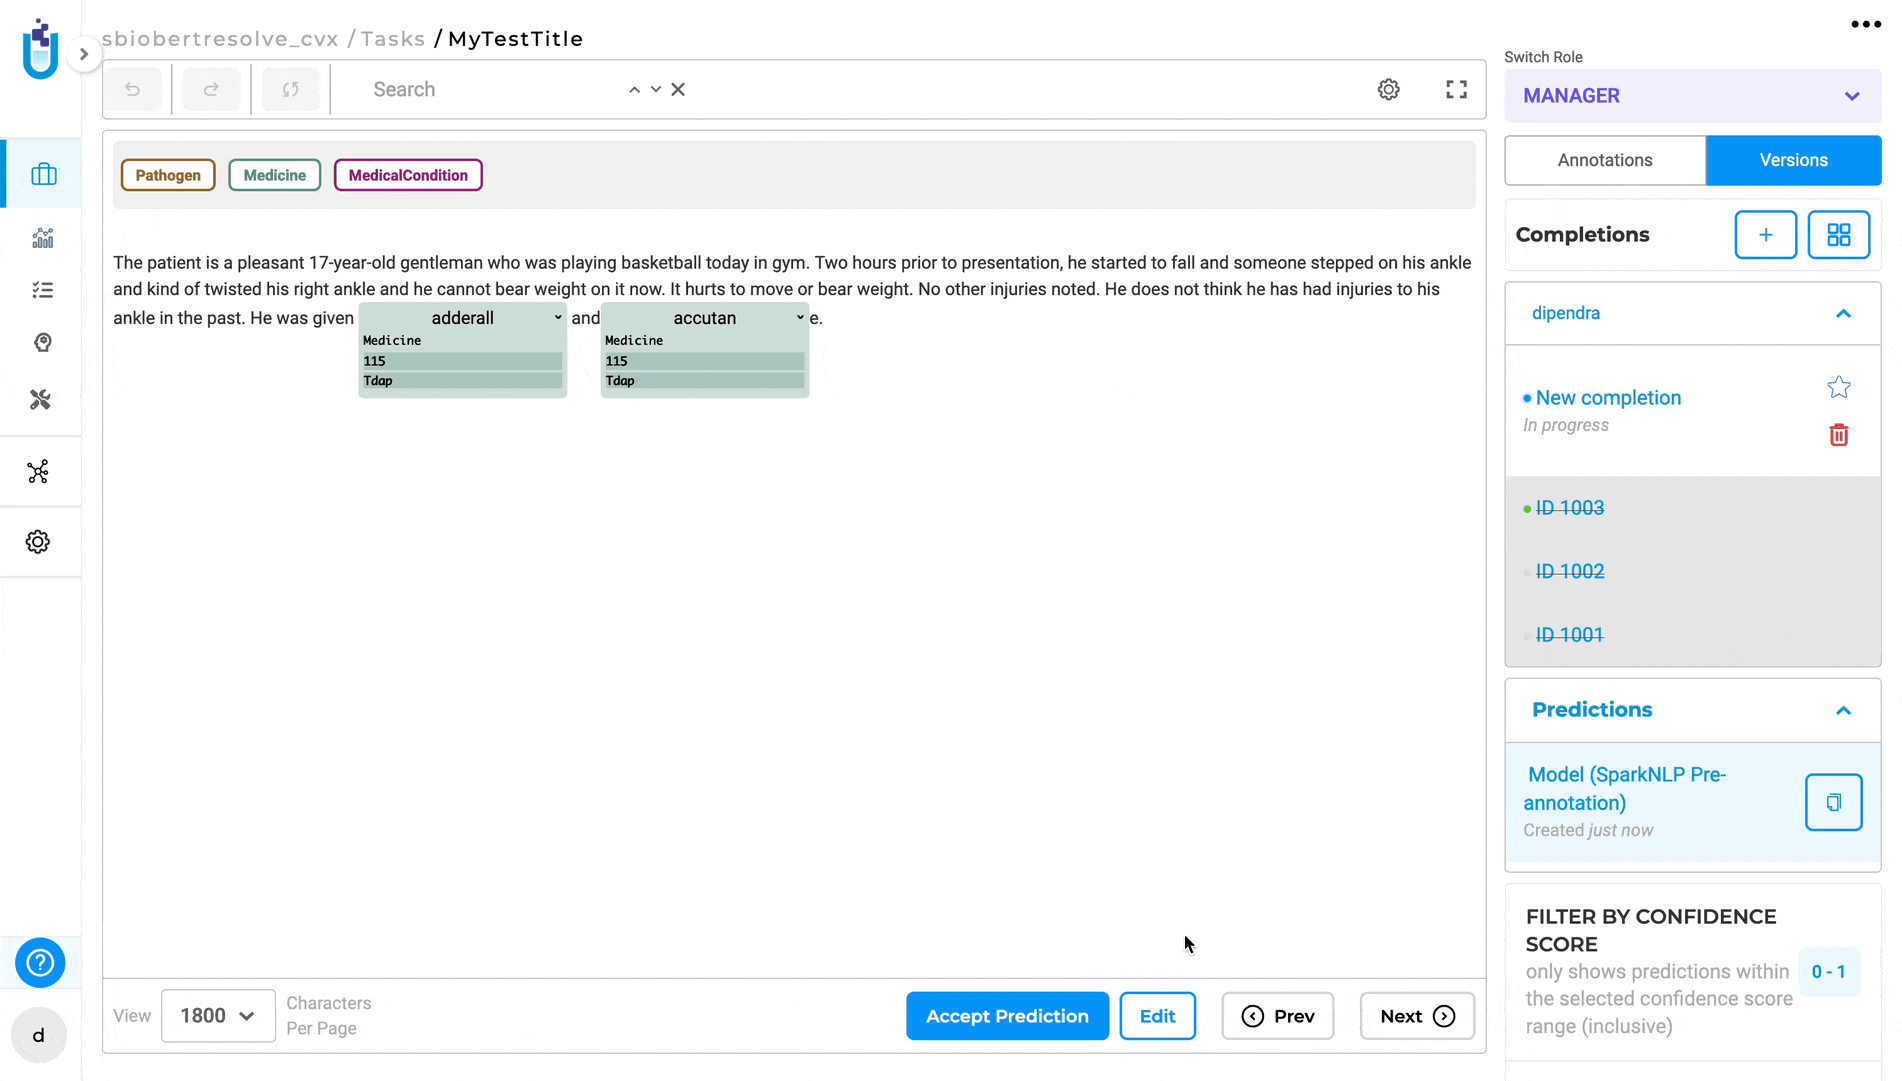 sbiobertresolve_cvx / Tasks / MyTestTitle
Search
Pathogen
Medicine
MedicalCondition
The patient is a pleasant 17-year-old gentleman who was playing basketball today in gym. Two hours prior to presentation, he started to fall and someone stepped on his ankle
and kind of twisted his right ankle and he cannot bear weight on it now. It hurts to move or bear weight. No other injuries noted. He does not think he has had injuries to his
ankle in the past. He was given adderall and accutan e.
Medicine Medicine
115 115
Tdap Tdap
View
1800
Characters
Per Page
Accept Prediction
Edit
Prev
Next
Switch Role
MANAGER
Annotations
Versions
Completions
+
dipendra
New completion
In progress
ID 1003
ID 1002
ID 1001
Predictions
Model (SparkNLP Pre-
annotation)
Created just now
FILTER BY CONFIDENCE
SCORE
only shows predictions within
the selected confidence score
range (inclusive)
0 - 1
?
d